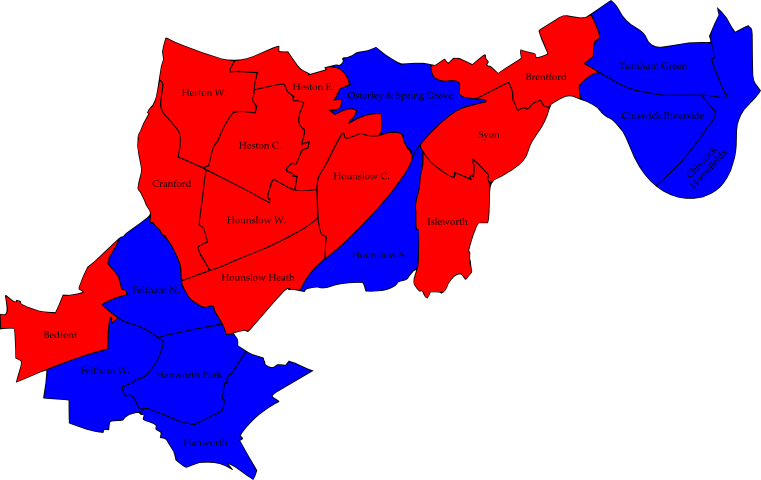 Turnham Green
Brentford
Heston E.
Heston W.
Osterley & Spring Grove
Chiswick Riverside
Syon
Heston C.
Chiswick
Homefields
Hounslow C.
Cranford
Hounslow W.
Isleworth
Hounslow S.
Hounslow Heath
Feltham N.
Bedfont
Feltham W.
Hanworth Park
Hanworth